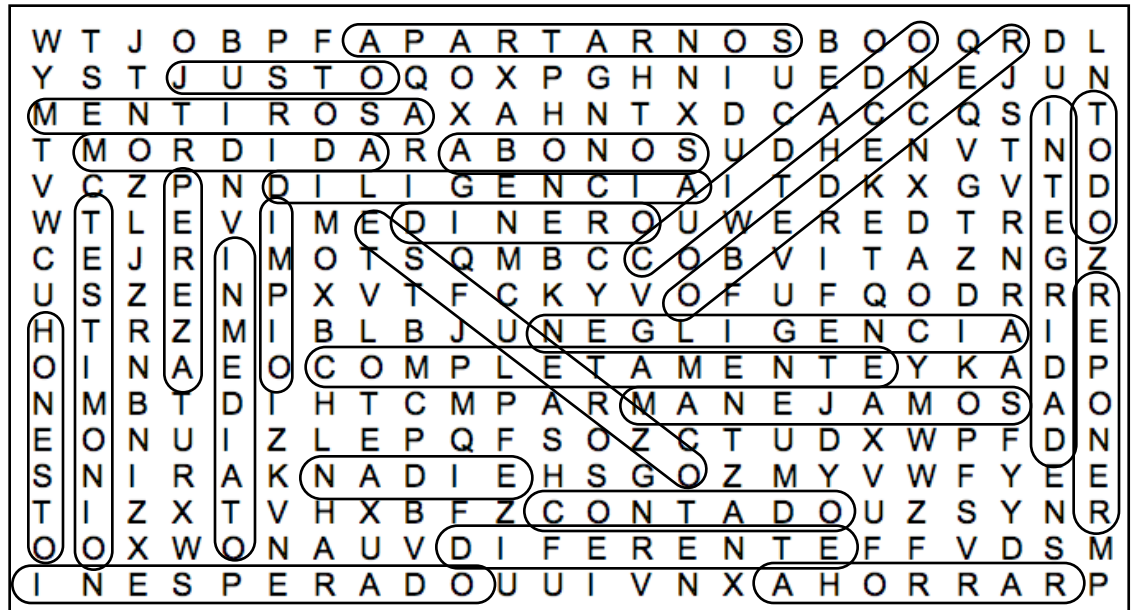 W T J O B P F A P A R T A R N O S B O O Q R D L
Y S T J U S T O Q O X P G H N I U E D N E J U N
M E N T I R O S A X A H N T X D C A C C Q S I T
T M O R D I D A R A B O N O S U D H E N V T N O
V C Z P N D I L I G E N C I A I T D K X G V T D
W T L E V I M E D I N E R O U W E R E D T R E O
C E J R I M O T S Q M B C C O B V I T A Z N G Z
U S Z E N P X V T F C K Y V O F U F Q O D R R R
H T R Z M I B L B J U N E G L I G E N C I A I E
O I N A E O C O M P L E T A M E N T E Y K A D P
N M B T D I H T C M P A R M A N E J A M O S A O
E O N U I Z L E P Q F S O Z C T U D X W P F D N
S N I R A K N A D I E H S G O Z M Y V W F Y E E
T I Z X T V H X B F Z C O N T A D O U Z S Y N R
O O X W O N A U V D I F E R E N T E F F V D S M
I N E S P E R A D O U U I V N X A H O R R A R P